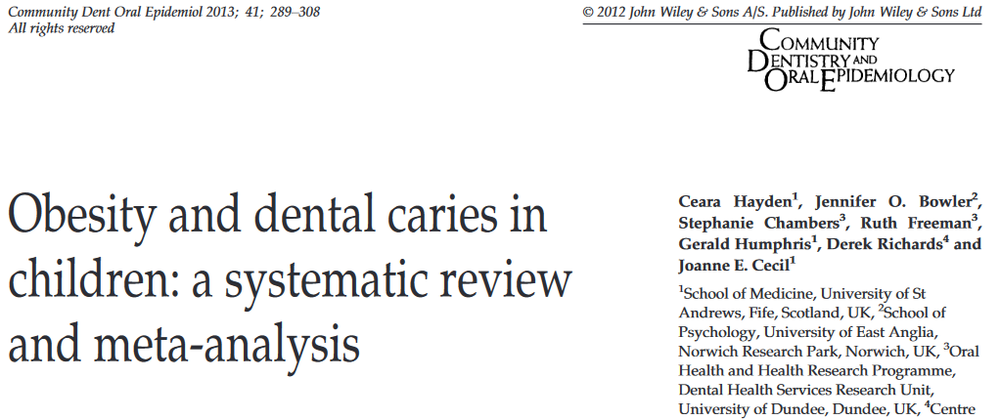 Community Dent Oral Epidemiol 2013; 41; 289–308
All rights reserved
© 2012 John Wiley & Sons A/S. Published by John Wiley & Sons Ltd
COMMUNITY
DENTISTRY AND
ORAL EPIDEMIOLOGY
Obesity and dental caries in
children: a systematic review
and meta-analysis
Ceara Hayden1, Jennifer O. Bowler2,
Stephanie Chambers3, Ruth Freeman3,
Gerald Humphris1, Derek Richards4 and
Joanne E. Cecil1
1School of Medicine, University of St
Andrews, Fife, Scotland, UK, 2School of
Psychology, University of East Anglia,
Norwich Research Park, Norwich, UK, 3Oral
Health and Health Research Programme,
Dental Health Services Research Unit,
University of Dundee, Dundee, UK, 4Centre